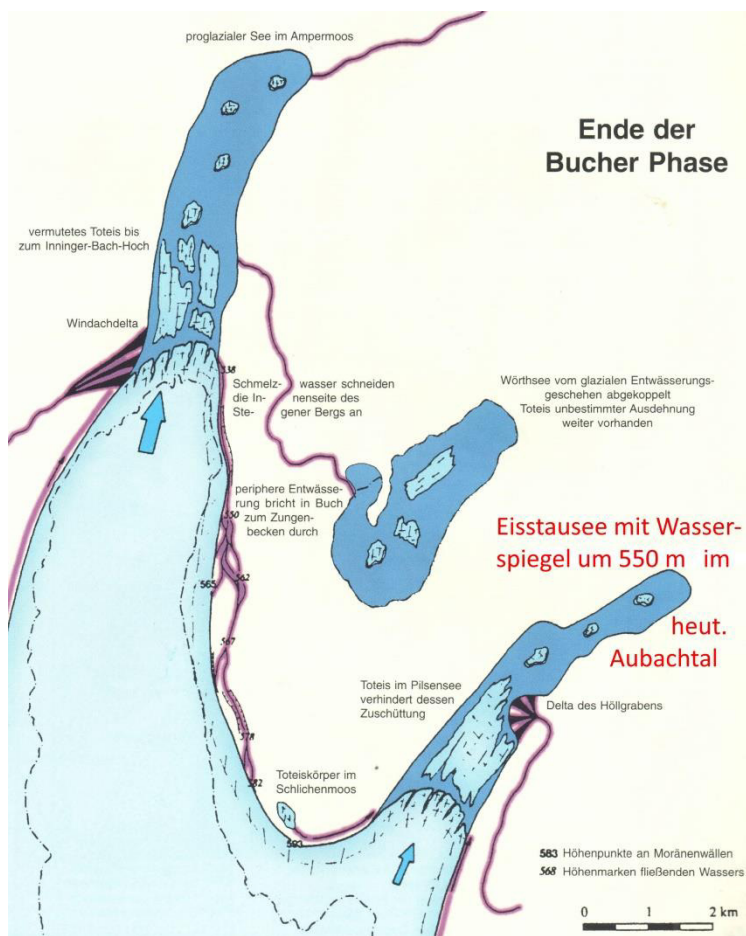 proglazialer See im Ampermoos
Ende der
Bucher Phase
vermutetes Toteis bis
zum Inninger-Bach-Hoch
Windachdelta
538
Schmelz- wasser schneiden
die In- nenseite des
Ste- gener Bergs an
Wörthsee vom glazialen Entwässerungs-
geschehen abgekoppelt
Toteis unbestimmter Ausdehnung
weiter vorhanden
periphere Entwässe-
rung bricht in Buch
zum Zungen-
becken durch
550
Eisstausee mit Wasser-
spiegel um 550 m im
heut.
Aubachtal
565
562
567
Toteis im Pilsensee
verhindert dessen
Zuschüttung
Delta des Höllgrabens
578
582
Toteiskörper im
Schlichenmoos
593
583 Höhenpunkte an Moränenwällen
568 Höhenmarken fließenden Wassers
0 1 2 km